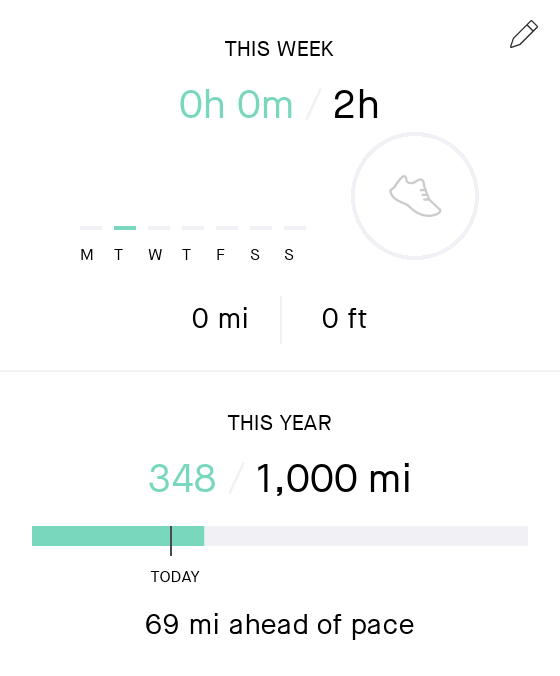 THIS WEEK
0h 0m / 2h
M T W T F S S
0 mi 0 ft
THIS YEAR
348 / 1,000 mi
TODAY
69 mi ahead of pace